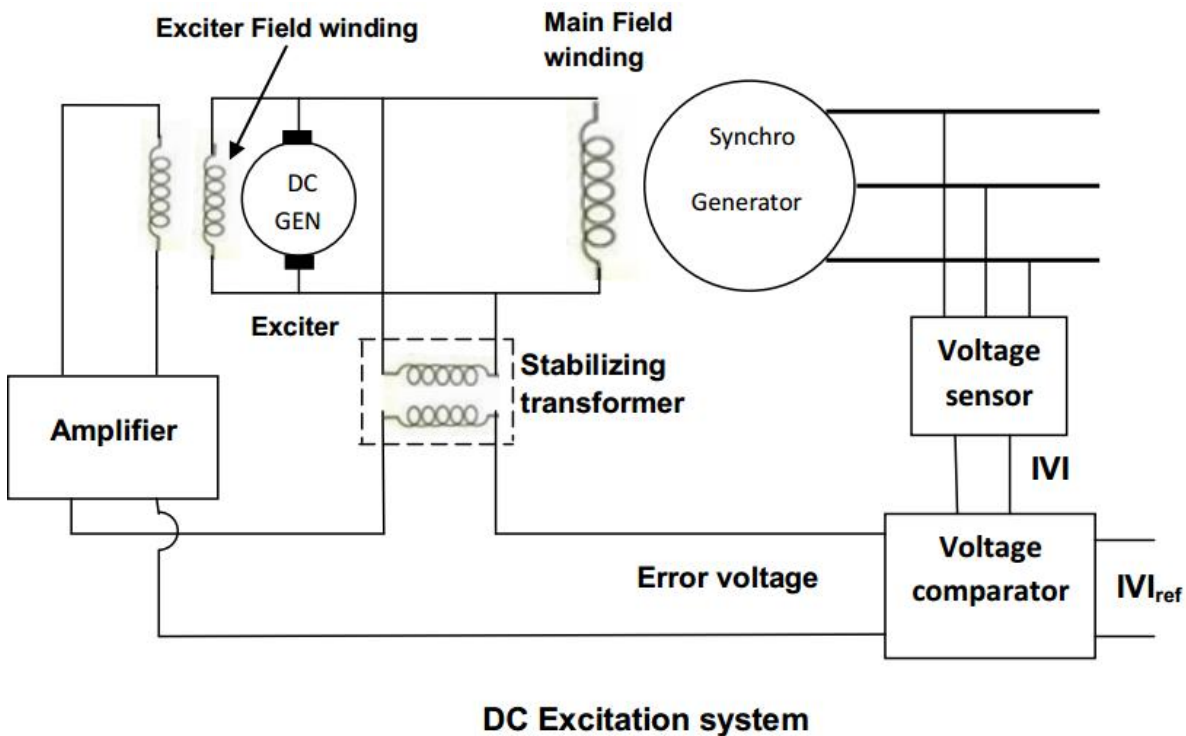 Exciter Field winding
Main Field
winding
DC
GEN
Synchro
Generator
Exciter
Stabilizing
transformer
Voltage
sensor
Amplifier
IVI
Voltage
comparator
Error voltage
IVIref
DC Excitation system